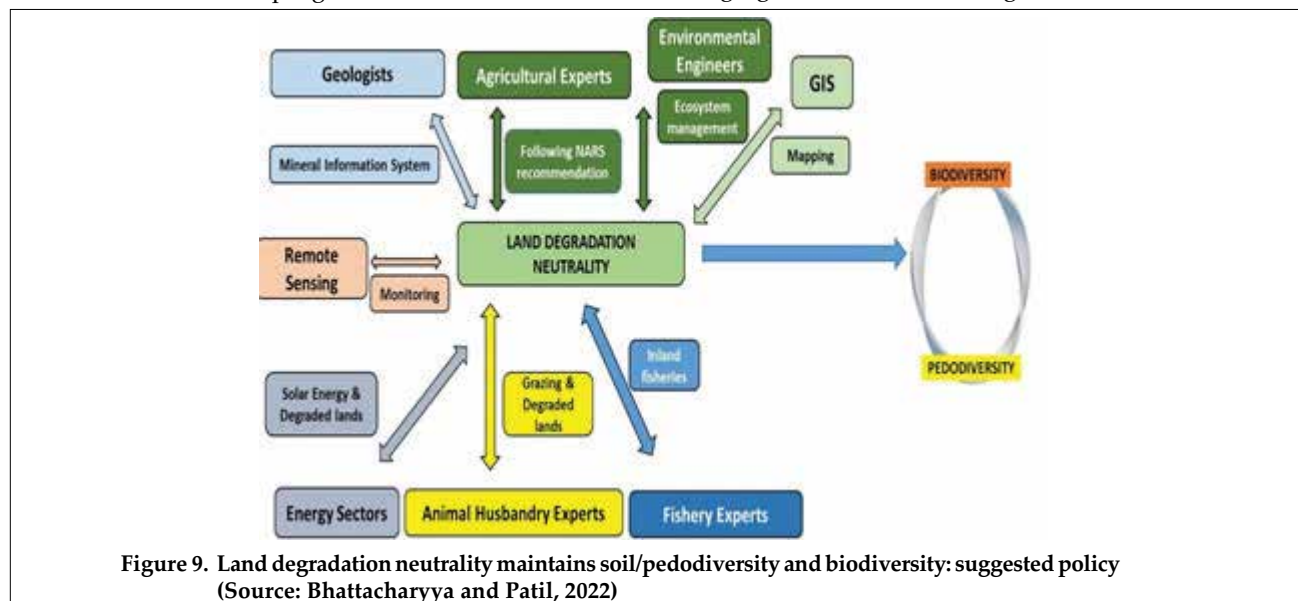 Environmental
Engineers
Geologists
Agricultural Experts
GIS
Ecosystem
management
Following NARS
recommendation
Mineral Information System
Mapping
BIODIVERSITY
LAND DEGRADATION
NEUTRALITY
Remote
Sensing
Monitoring
Inland
fisheries
PEDODIVERSITY
Solar Energy &
Degraded lands
Grazing &
Degraded
lands
Energy Sectors
Animal Husbandry Experts
Fishery Experts
Figure 9. Land degradation neutrality maintains soil/pedodiversity and biodiversity: suggested policy
(Source: Bhattacharyya and Patil, 2022)